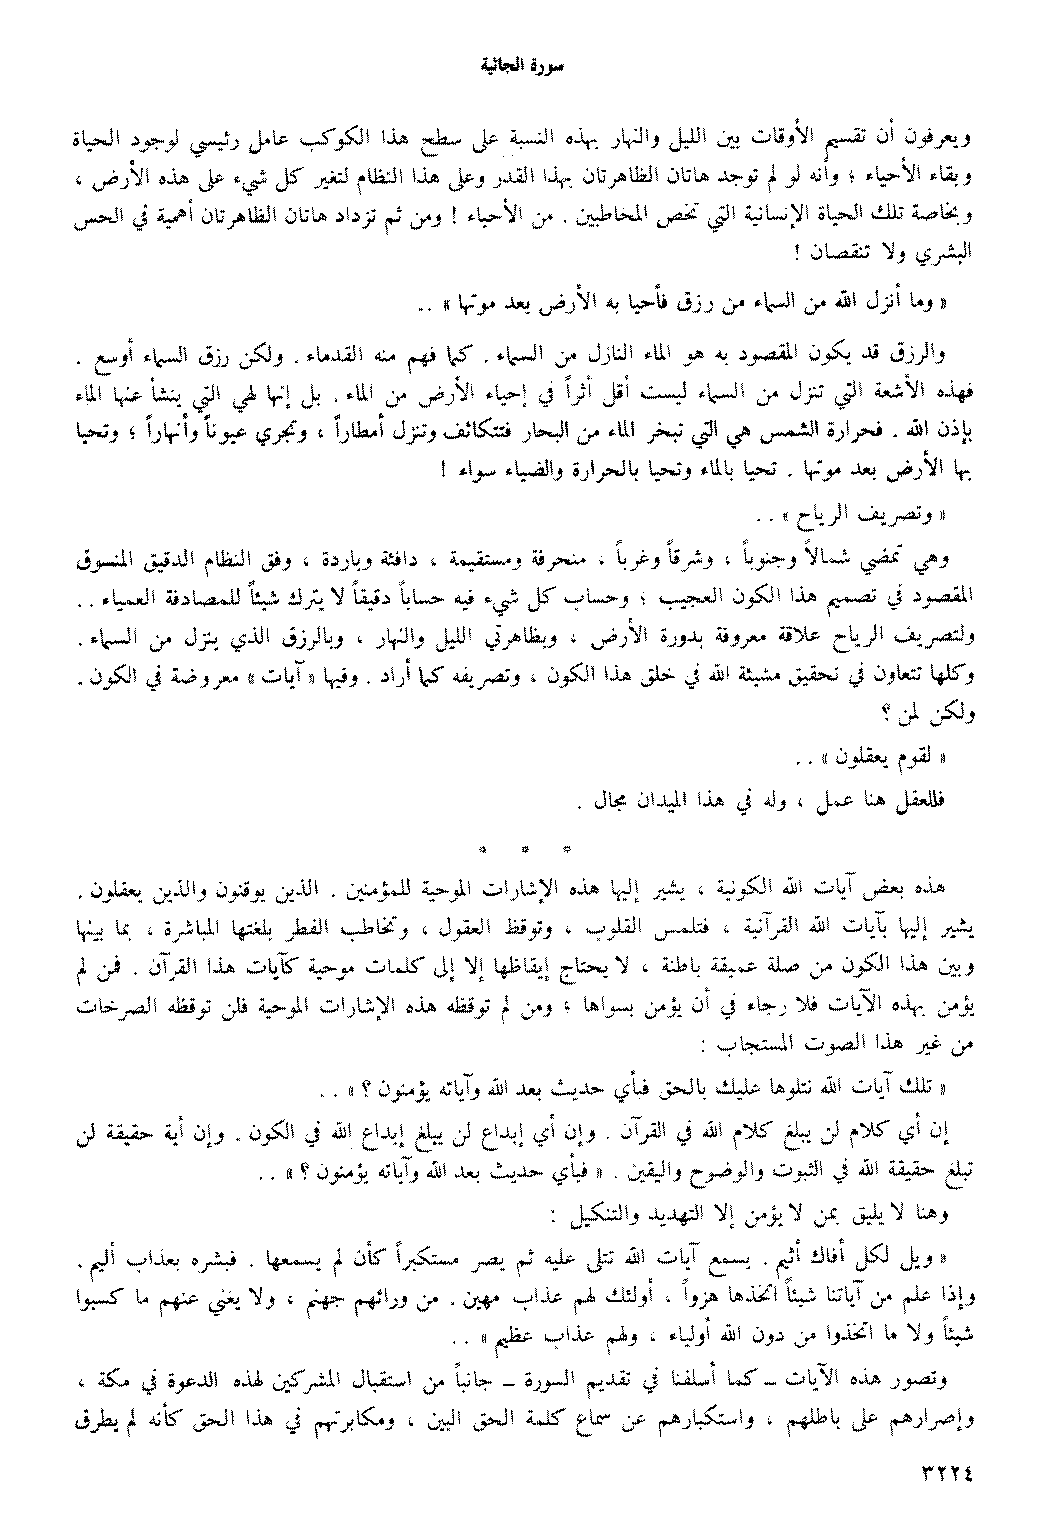 سورة الجاثية
ويعرفون أن تقسيم الأوقات بين الليل والنهار بهذه النسبة على سطح هذا الكوكب عامل رئيسي لوجود الحياة
وبقاء الأحياء ؛ وأنه لو لم توجد هاتان الظاهرتان بهذا القدر وعلى هذا النظام لتغير كل شيء على هذه الأرض ،
وبخاصة تلك الحياة الإنسانية التي تخص المخاطبين . من الأحياء ! ومن ثم تزداد هاتان الظاهرتان أهمية في الحس
البشري ولا تنقصان !
« وما أنزل الله من السماء من رزق فأحيا به الأرض بعد موتها » ..
والرزق قد يكون المقصود به هو الماء النازل من السماء . كما فهم منه القدماء . ولكن رزق السماء أوسع .
فهذه الأشعة التي تنزل من السماء ليست أقل أثراً في إحياء الأرض من الماء . بل إنها لهي التي ينشأ عنها الماء
بإذن الله . فحرارة الشمس هي التي تبخر الماء من البحار فتتكاثف وتنزل أمطاراً ، وتجري عيوناً وأنهاراً ؛ وتحيا
بها الأرض بعد موتها . تحيا بالماء وتحيا بالحرارة والضياء سواء !
« وتصريف الرياح » ..
وهي تمضي شمالاً وجنوباً ، وشرقاً وغرباً ، منحرفة ومستقيمة ، دافئة وباردة ، وفق النظام الدقيق المنسوق
المقصود في تصميم هذا الكون العجيب ؛ وحساب كل شيء فيه حساباً دقيقاً لا يترك شيئاً للمصادفة العمياء ..
ولتصريف الرياح علاقة معروفة بدورة الأرض ، وبظاهرتي الليل والنهار ، وبالرزق الذي ينزل من السماء .
وكلها تتعاون في تحقيق مشيئة الله في خلق هذا الكون ، وتصريفه كما أراد . وفيها « آيات » معروضة في الكون .
ولكن لمن ؟
« لقوم يعقلون » ..
فللعقل هنا عمل ، وله في هذا الميدان مجال .
* * *
هذه بعض آيات الله الكونية ، يشير إليها هذه الإشارات الموحية للمؤمنين . الذين يوقنون والذين يعقلون .
يشير إليها بآيات الله القرآنية ، فتلمس القلوب ، وتوقظ العقول ، وتخاطب الفطر بلغتها المباشرة ، بما بينها
وبين هذا الكون من صلة عميقة باطنة ، لا يحتاج إيقاظها إلا إلى كلمات موحية كآيات هذا القرآن . فمن لم
يؤمن بهذه الآيات فلا رجاء في أن يؤمن بسواها ؛ ومن لم توقظه هذه الإشارات الموحية فلن توقظه الصرخات
من غير هذا الصوت المستجاب :
« تلك آيات الله نتلوها عليك بالحق فبأي حديث بعد الله وآياته يؤمنون ؟ » ..
إن أي كلام لن يبلغ كلام الله في القرآن . وإن أي إبداع لن يبلغ إبداع الله في الكون . وإن أية حقيقة لن
تبلغ حقيقة الله في الثبوت والوضوح واليقين . « فبأي حديث بعد الله وآياته يؤمنون ؟ » ..
وهنا لا يليق بمن لا يؤمن إلا التهديد والتنكيل :
« ويل لكل أفاك أثيم . يسمع آيات الله تتلى عليه ثم يصر مستكبراً كأن لم يسمعها . فبشره بعذاب أليم .
وإذا علم من آياتنا شيئاً اتخذها هزواً ، أولئك لهم عذاب مهين . من ورائهم جهنم ، ولا يغني عنهم ما كسبوا
شيئاً ولا ما اتخذوا من دون الله أولياء ، ولهم عذاب عظيم » ..
وتصور هذه الآيات – كما أسلفنا في تقديم السورة – جانباً من استقبال المشركين لهذه الدعوة في مكة ،
وإصرارهم على باطلهم ، واستكبارهم عن سماع كلمة الحق البين ، ومكابرتهم في هذا الحق كأنه لم يطرق
٣٢٢٤